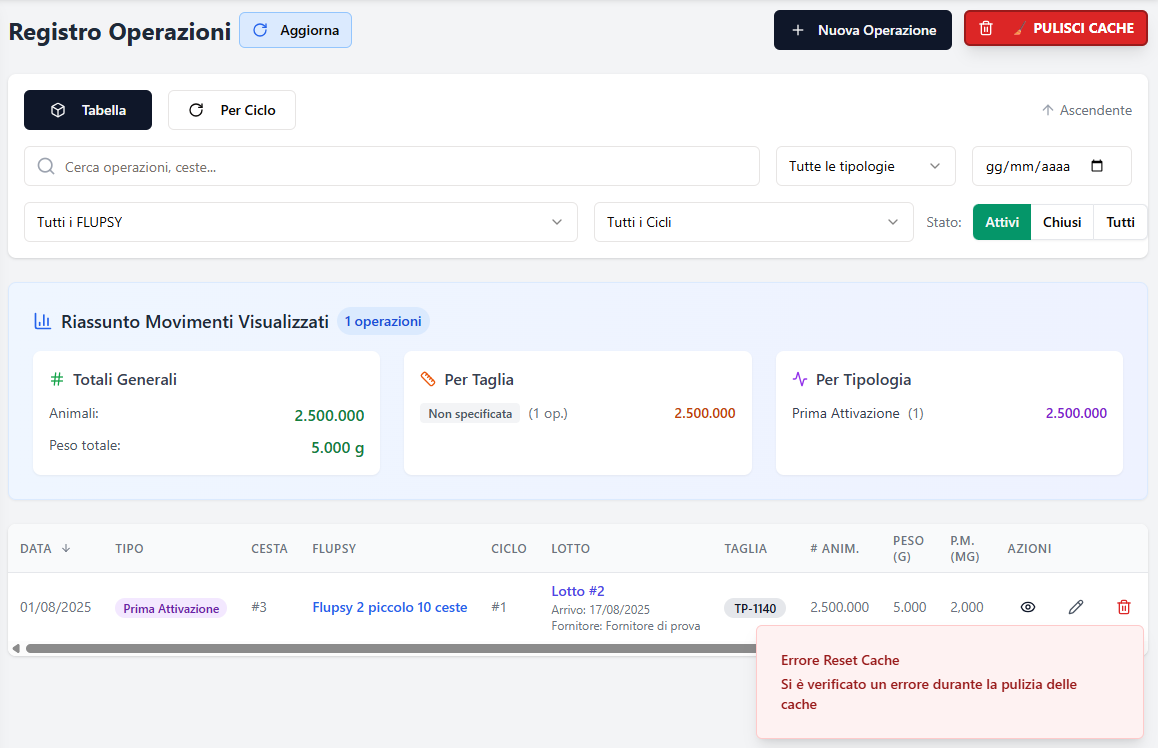 Registro Operazioni
Aggiorna
Nuova Operazione
PULISCI CACHE
Tabella
Per Ciclo
Ascendente
Cerca operazioni, ceste...
Tutte le tipologie
gg/mm/aaaa
Tutti i FLUPSY
Tutti i Cicli
Stato:
Attivi
Chiusi
Tutti
Riassunto Movimenti Visualizzati
1 operazioni
Totali Generali
Animali:
2.500.000
Peso totale:
5.000 g
Per Taglia
Non specificata
(1 op.)
2.500.000
Per Tipologia
Prima Attivazione (1)
2.500.000
DATA
TIPO
CESTA
FLUPSY
CICLO
LOTTO
TAGLIA
# ANIM.
PESO
(G)
P.M.
(MG)
AZIONI
01/08/2025
Prima Attivazione
#3
Flupsy 2 piccolo 10 ceste
#1
Lotto #2
Arrivo: 17/08/2025
Fornitore: Fornitore di prova
TP-1140
2.500.000
5.000
2,000
Errore Reset Cache
Si è verificato un errore durante la pulizia delle
cache